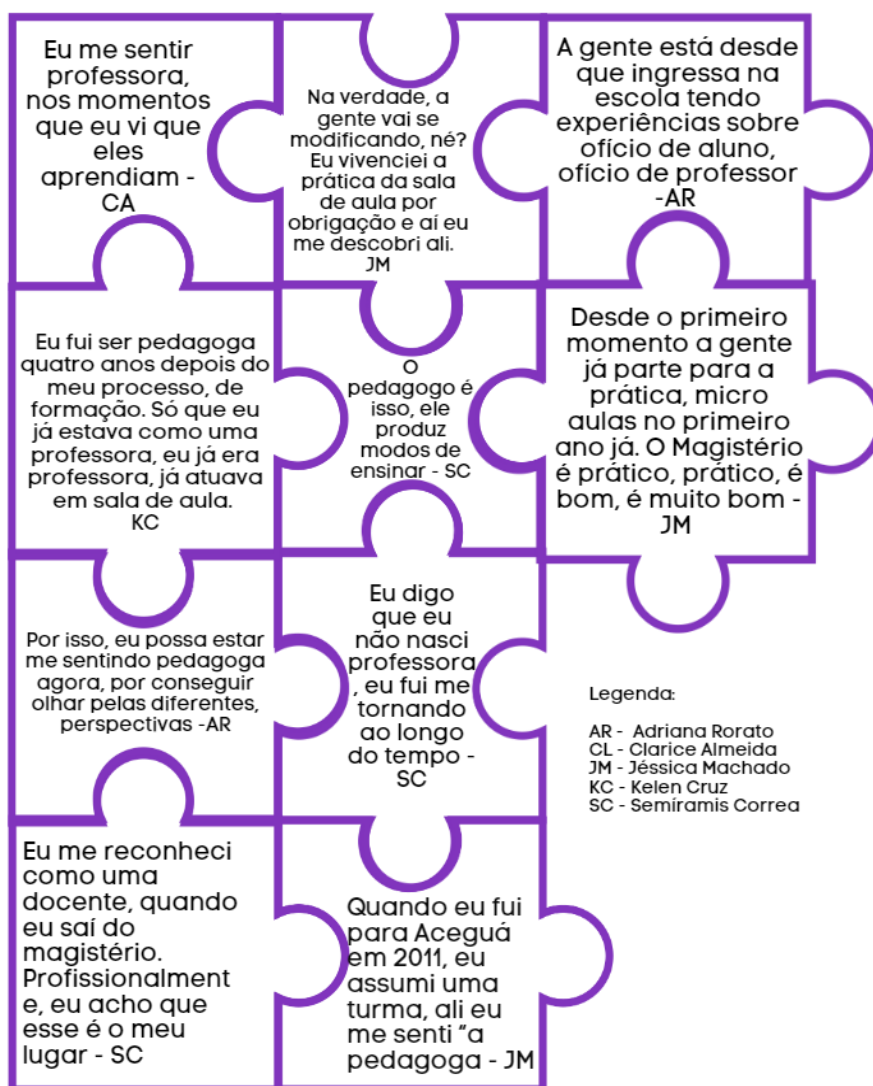 Eu me sentir
professora,
nos momentos
que eu vi que
eles
aprendiam -
CA
Na verdade, a
gente vai se
modificando, né?
Eu vivenciei a
prática da sala
de aula por
obrigação e aí eu
me descobri ali.
JM
A gente está desde
que ingressa na
escola tendo
experiências sobre
ofício de aluno,
ofício de professor
-AR
Eu fui ser pedagoga
quatro anos depois do
meu processo, de
formação. Só que eu
já estava como uma
professora, eu já era
professora, já atuava
em sala de aula.
KC
O
pedagogo é
isso, ele
produz
modos de
ensinar - SC
Desde o primeiro
momento a gente
já parte para a
prática, micro
aulas no primeiro
ano já. O Magistério
é prático, prático, é
bom, é muito bom -
JM
Por isso, eu possa estar
me sentindo pedagoga
agora, por conseguir
olhar pelas diferentes,
perspectivas -AR
Eu digo
que eu
não nasci
professora
, eu fui me
tornando
ao longo
do tempo -
SC
Legenda:
AR - Adriana Rorato
CL - Clarice Almeida
JM - Jéssica Machado
KC - Kelen Cruz
SC - Semíramis Correa
Eu me reconheci
como uma
docente, quando
eu saí do
magistério.
Profissionalment
e, eu acho que
esse é o meu
lugar - SC
Quando eu fui
para Aceguá
em 2011, eu
assumi uma
turma, ali eu
me senti "a
pedagoga - JM